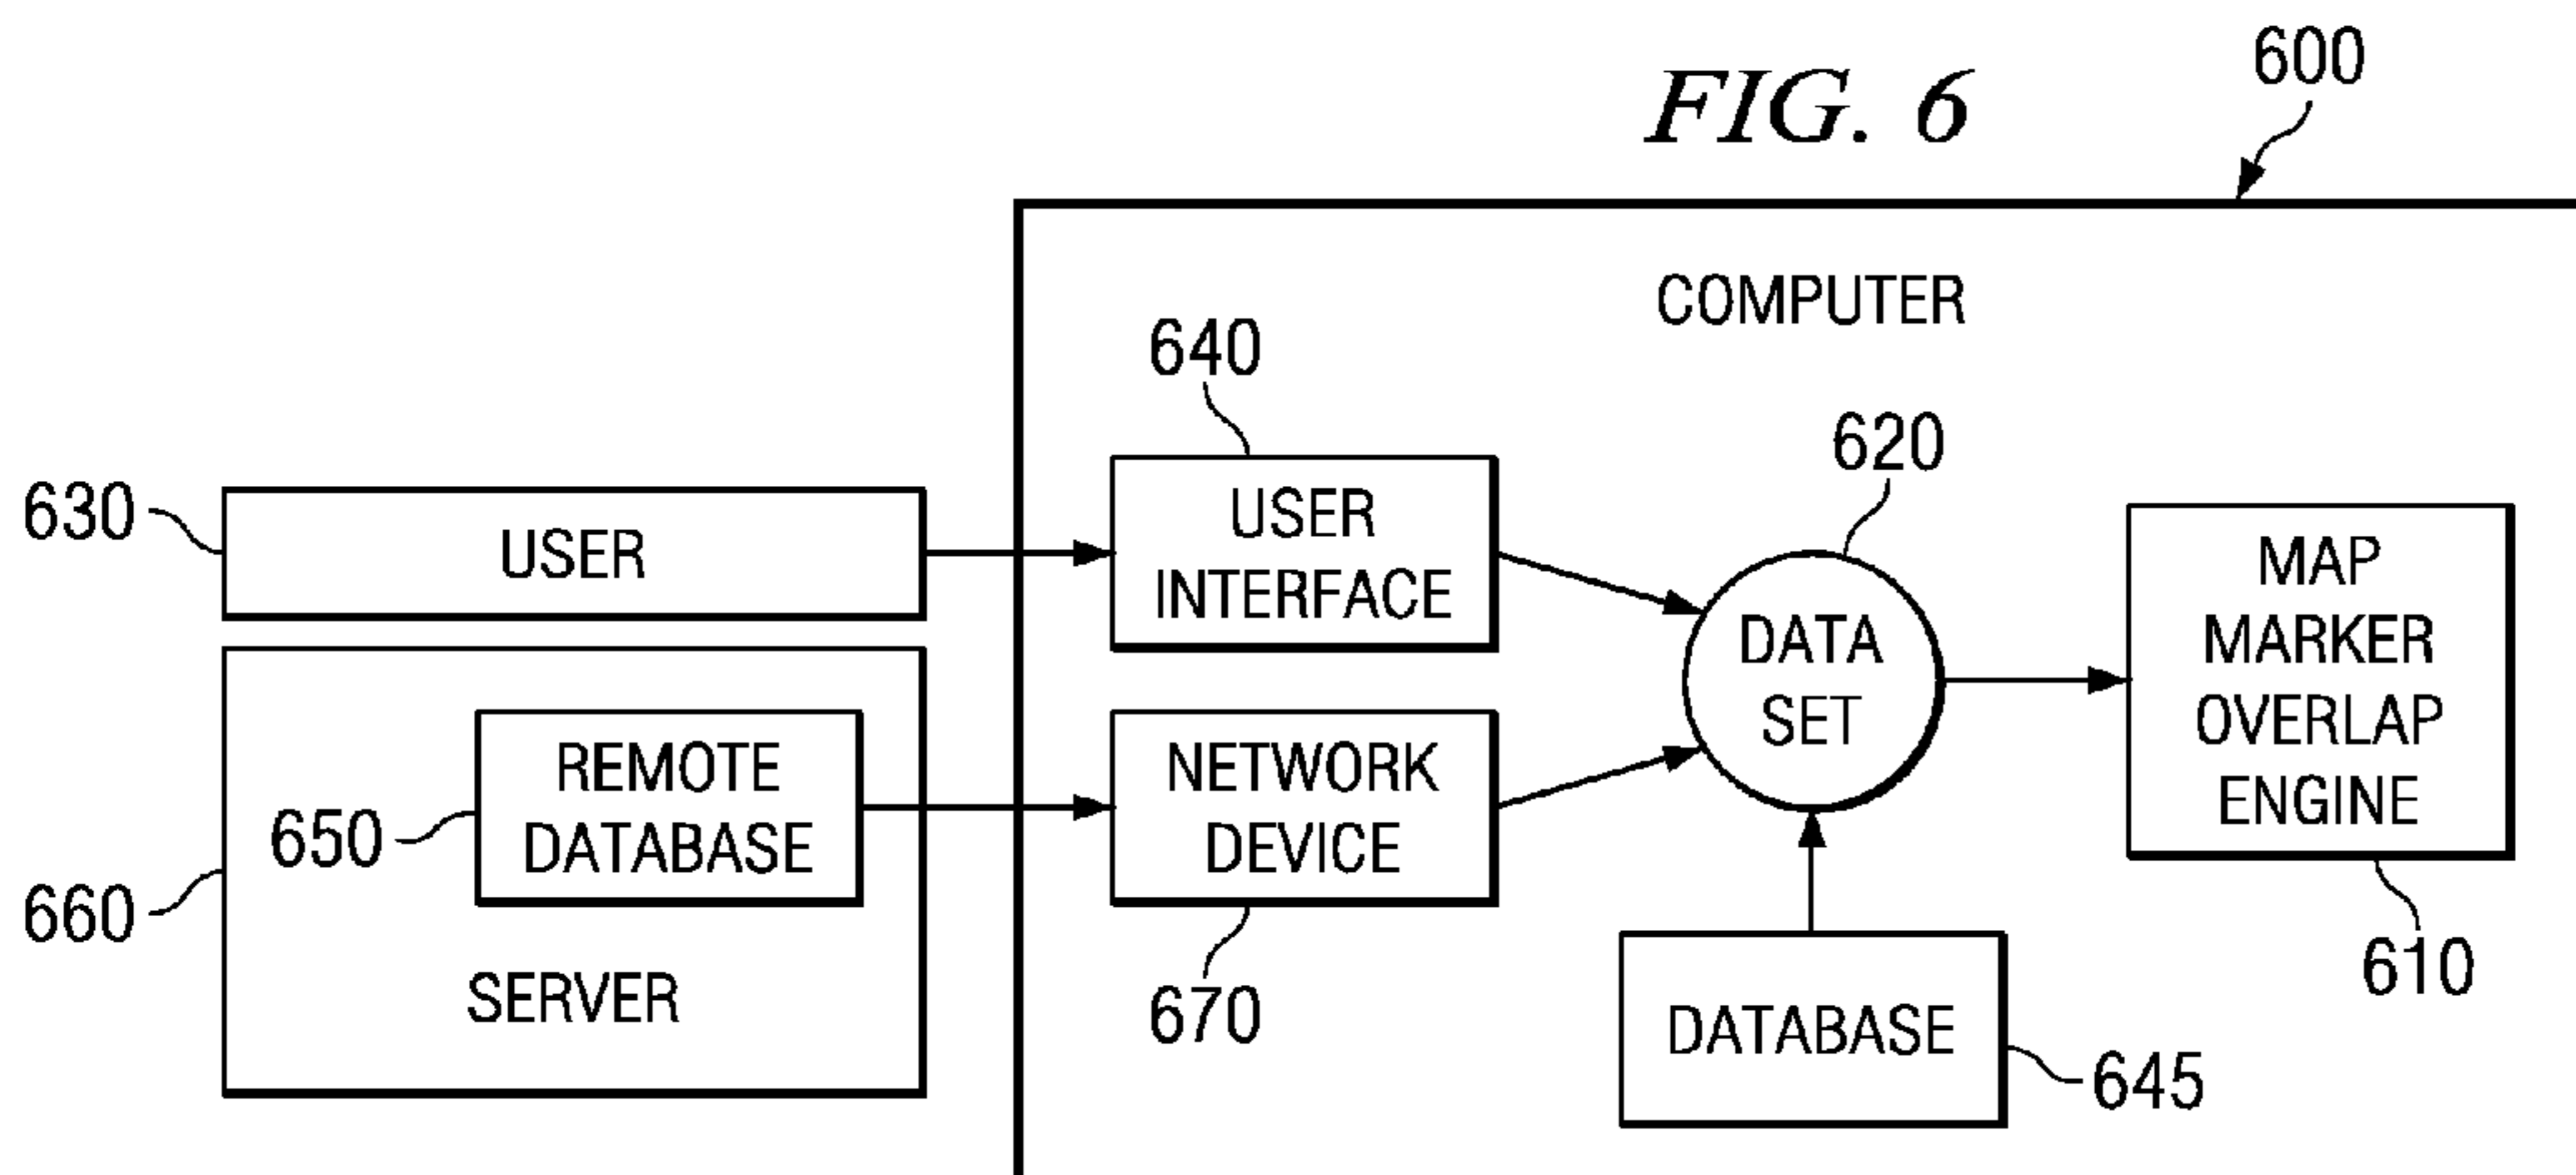 FIG. 6
600
COMPUTER
640
620
630
USER
USER
INTERFACE
MAP
MARKER
OVERLAP
ENGINE
DATA
SET
REMOTE
DATABASE
650
NETWORK
DEVICE
660
SERVER
670
610
DATABASE
645